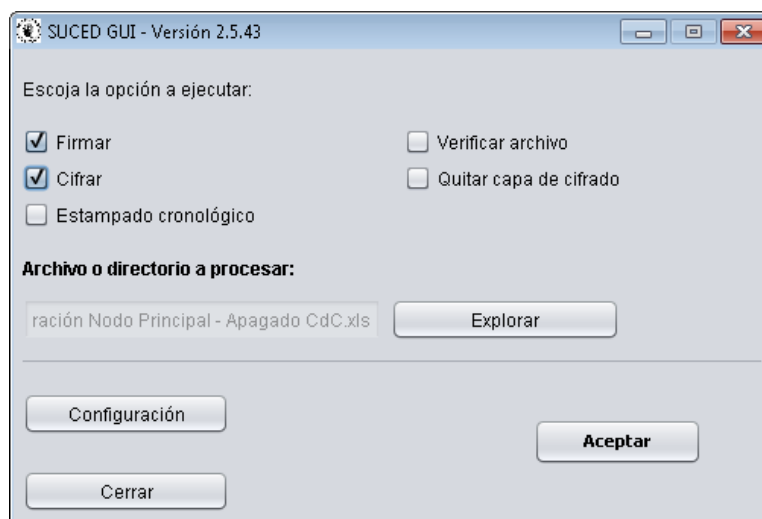 SUCED GUI - Versión 2.5.43
Escoja la opción a ejecutar:
Firmar
Verificar archivo
Cifrar
Quitar capa de cifrado
Estampado cronológico
Archivo o directorio a procesar:
ración Nodo Principal - Apagado CdC.xls
Explorar
Configuración
Aceptar
Cerrar